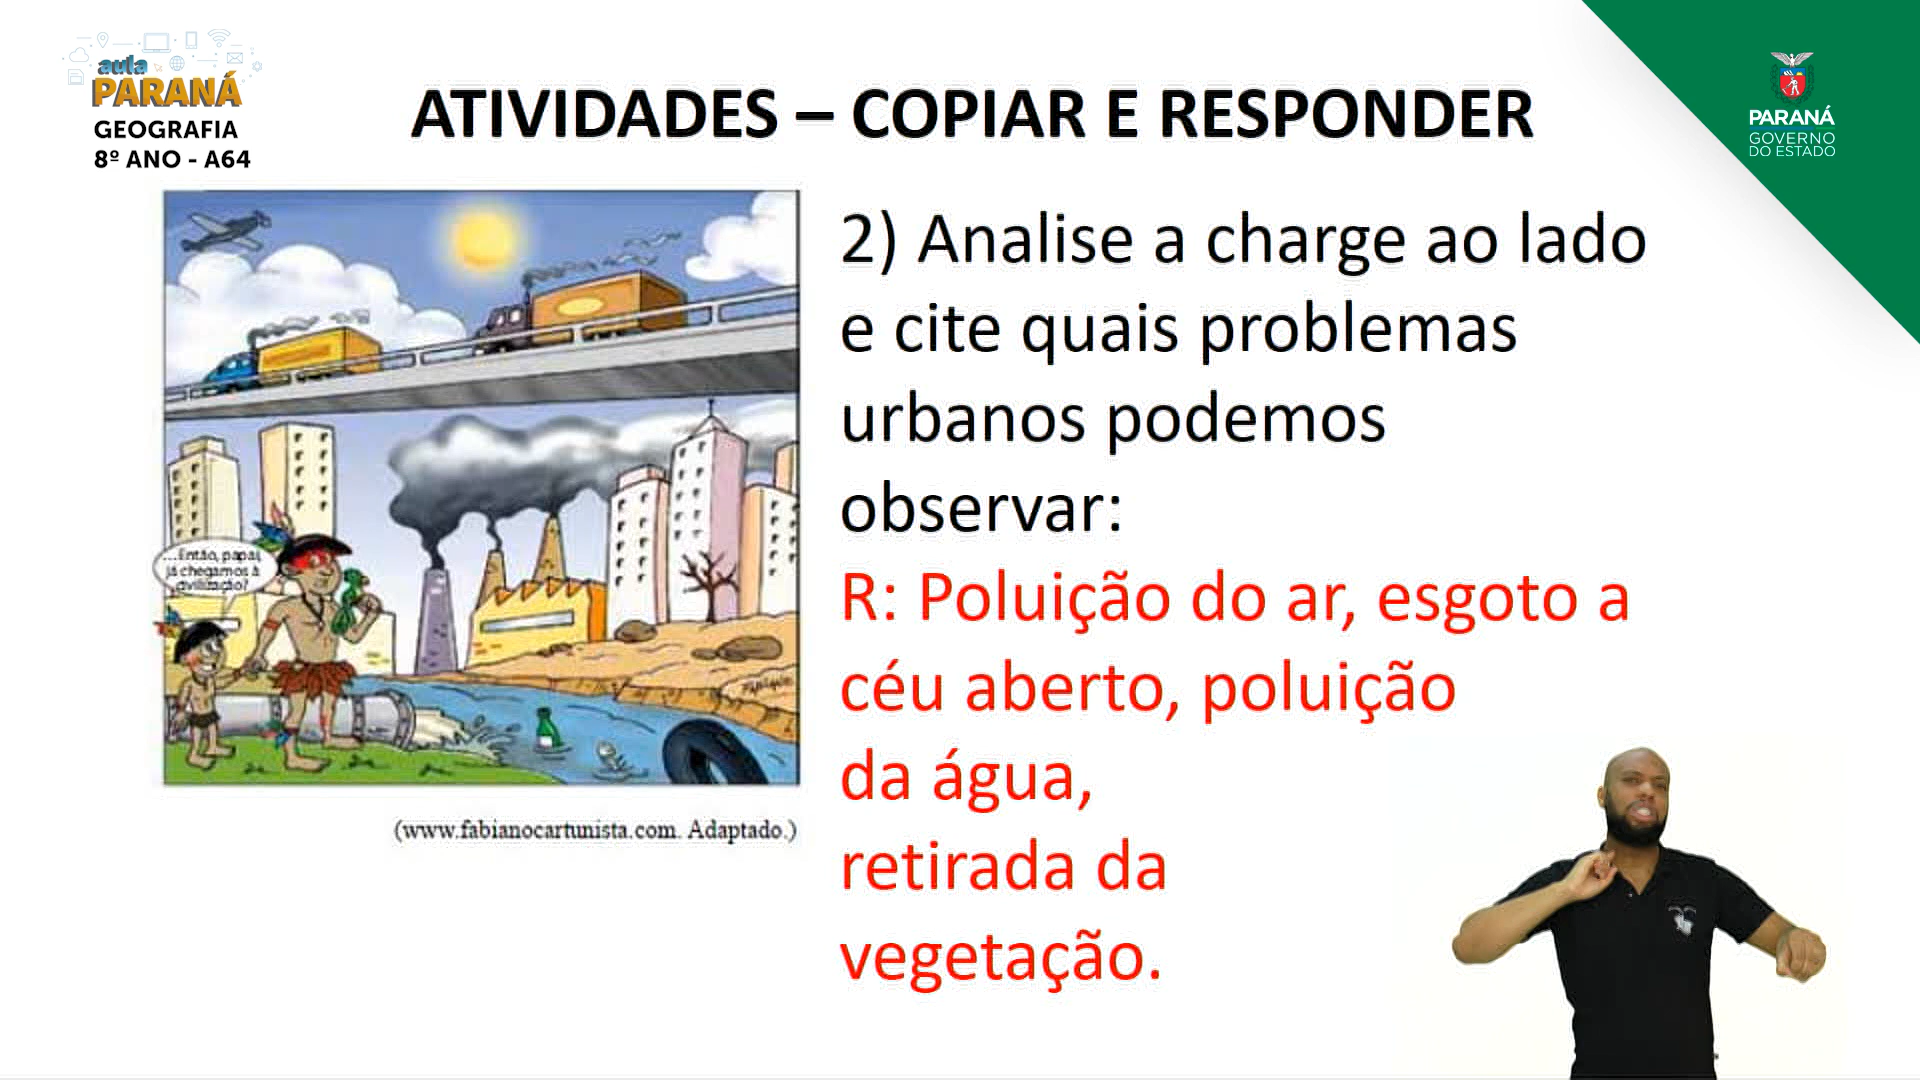 aula
PARANÁ
GEOGRAFIA
8º ANO - A64
ATIVIDADES – COPIAR E RESPONDER
PARANÁ
GOVERNO
DO ESTADO
...Então, papai,
já chegamos à
civilização?
(www.fabianocartunista.com. Adaptado.)
2) Analise a charge ao lado
e cite quais problemas
urbanos podemos
observar:
R: Poluição do ar, esgoto a
céu aberto, poluição
da água,
retirada da
vegetação.